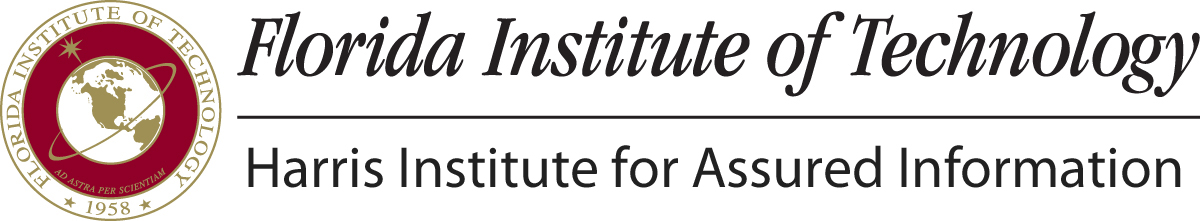 FLORIDA INSTITUTE OF TECHNOLOGY
AD ASTRA PER SCIENTIAM
★ 1958 ★
Florida Institute of Technology
Harris Institute for Assured Information